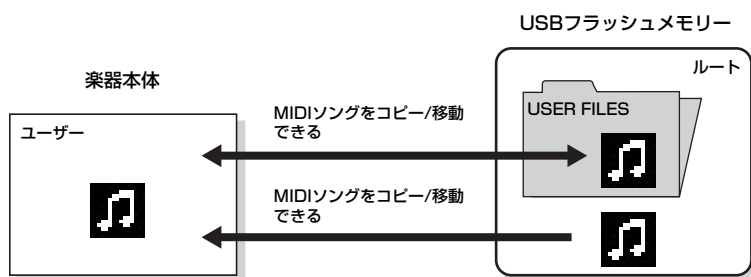 USBフラッシュメモリー
ルート
楽器本体
USER FILES
MIDIソングをコピー/移動
できる
ユーザー
MIDIソングをコピー/移動
できる